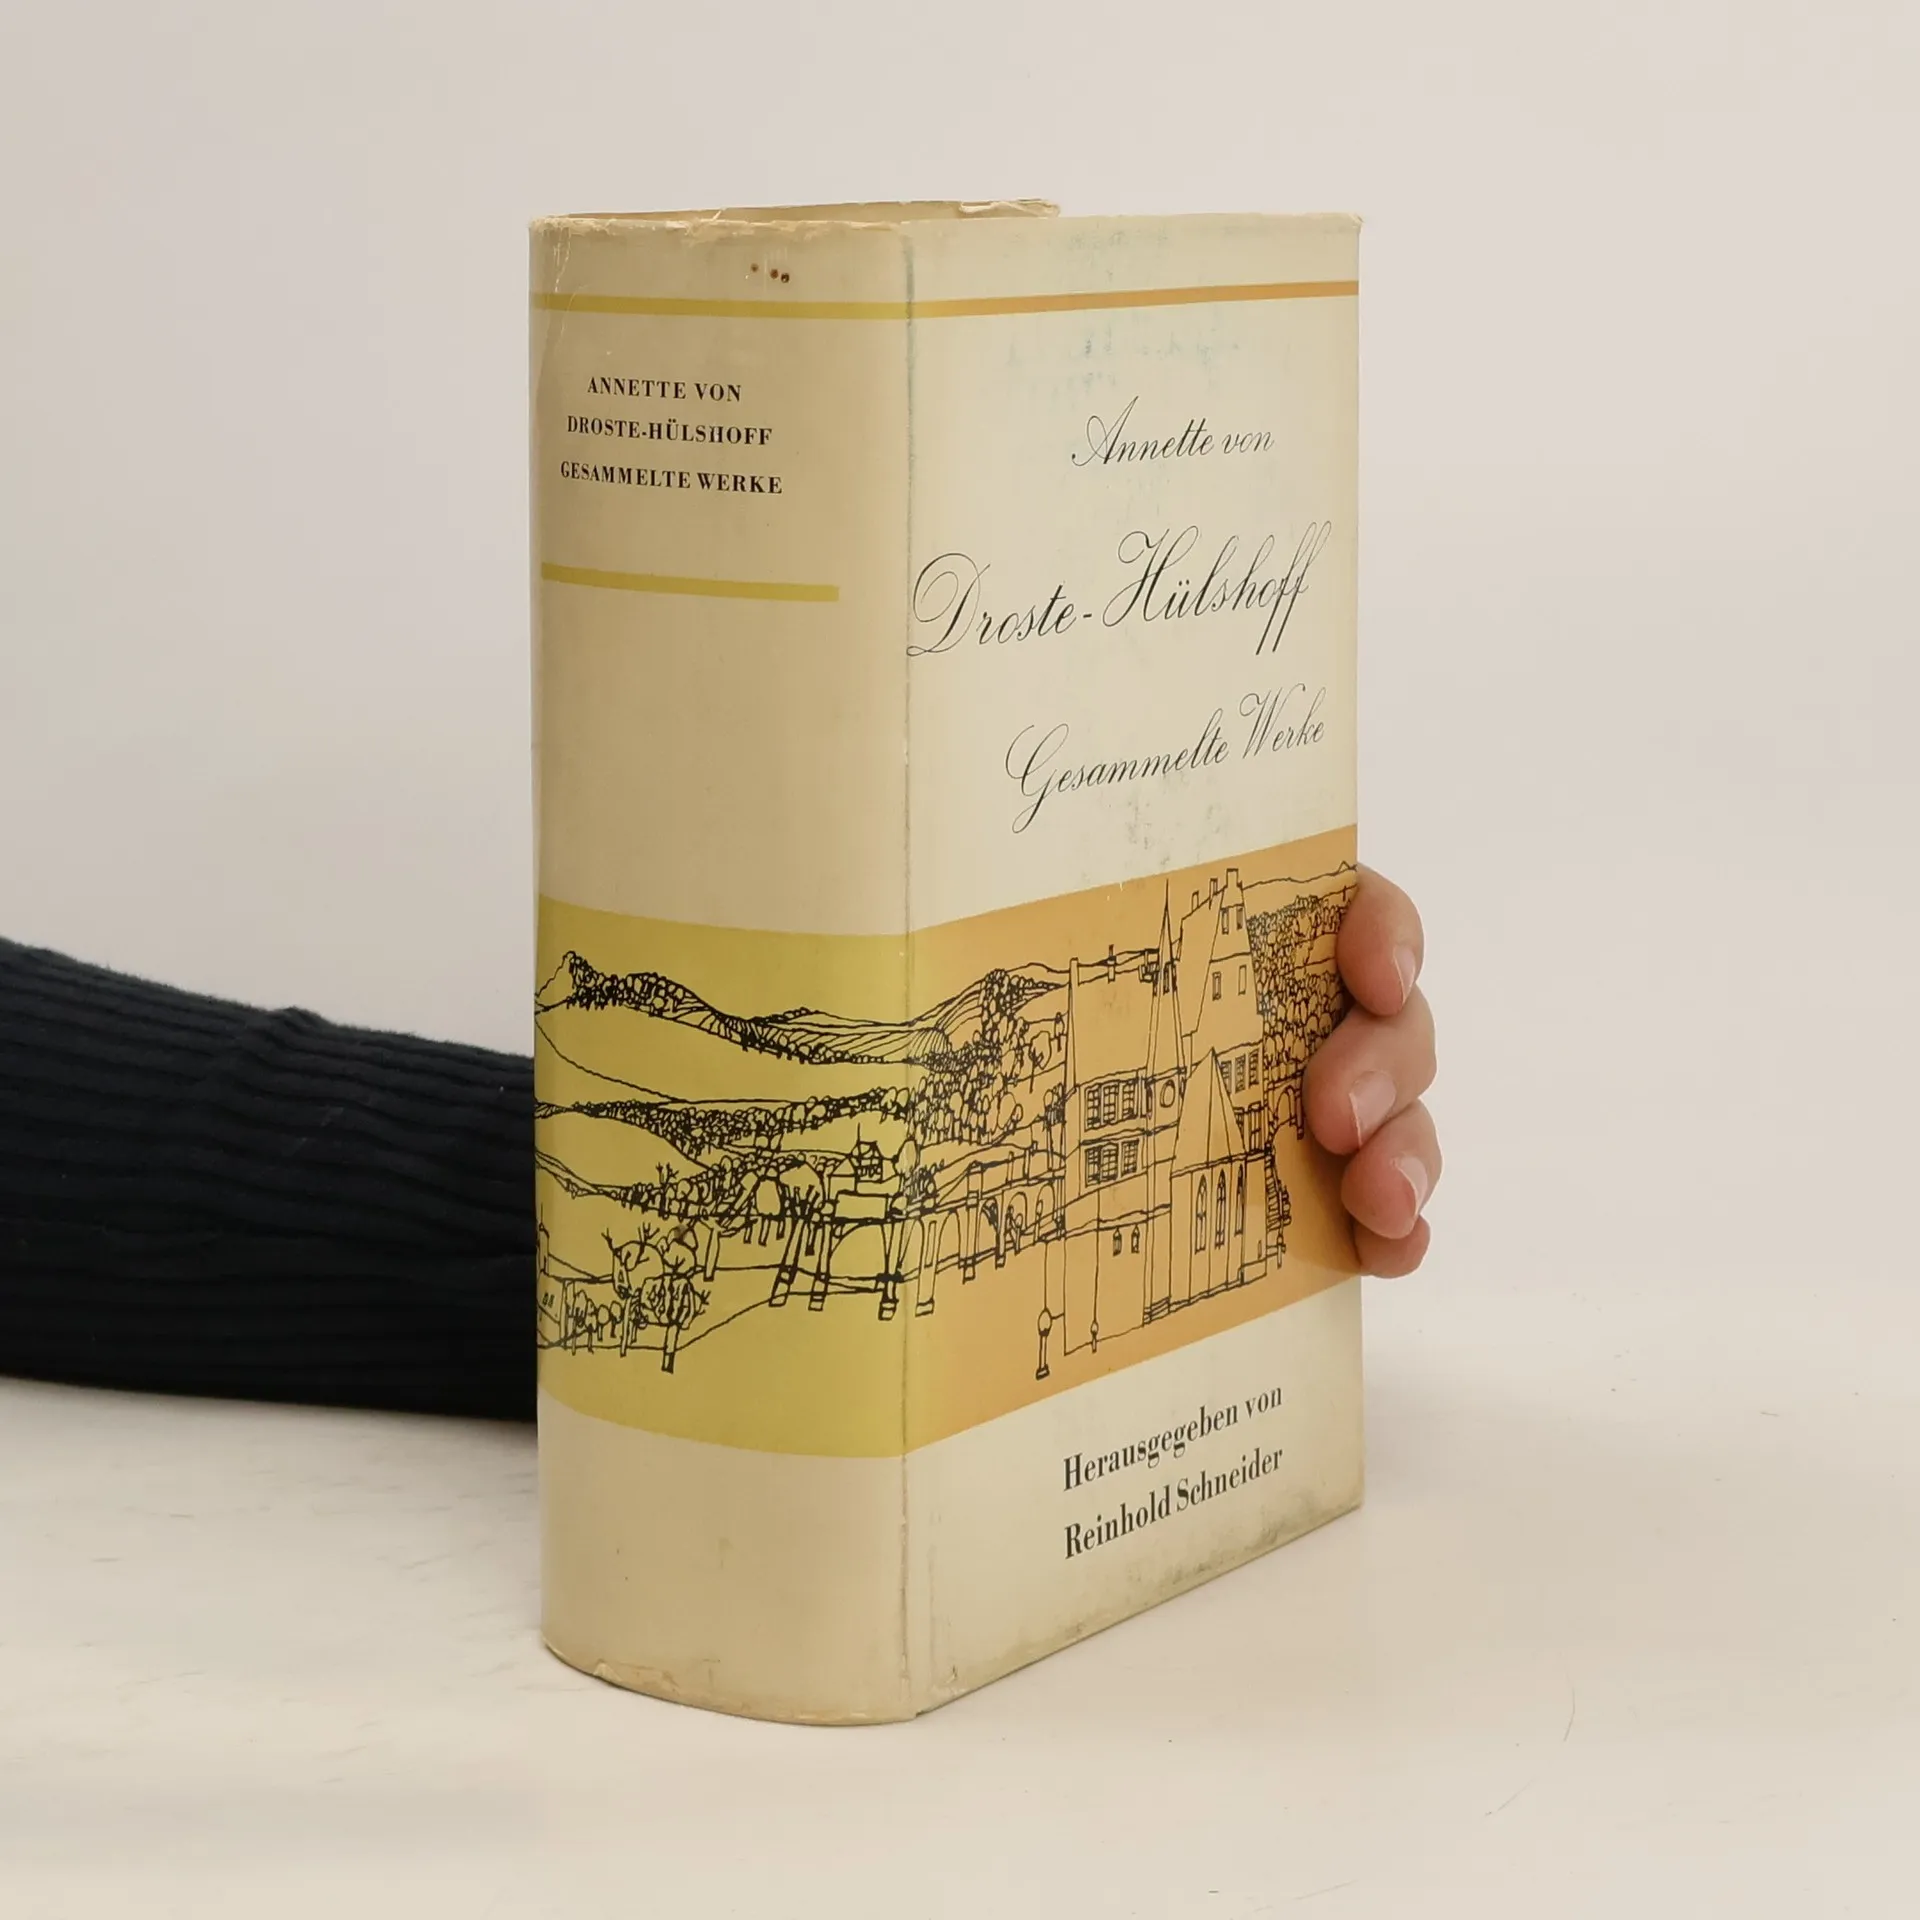 ANNETTE VON
DROSTE-HÜLSHOFF
GESAMMELTE WERKE
Annette von
Droste-Hülshoff
Gesammelte Werke
Herausgegeben von
Reinhold Schneider